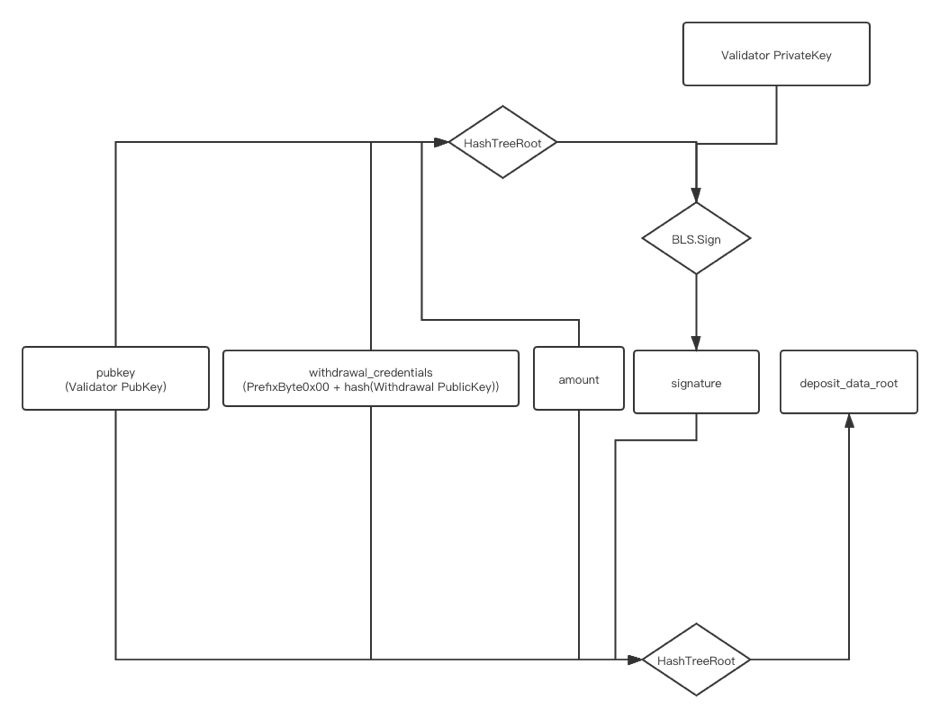 Validator PrivateKey
HashTreeRoot
BLS.Sign
pubkey
(Validator PubKey)
withdrawal_credentials
(PrefixByte0x00 + hash(Withdrawal PublicKey))
amount
signature
deposit_data_root
HashTreeRoot